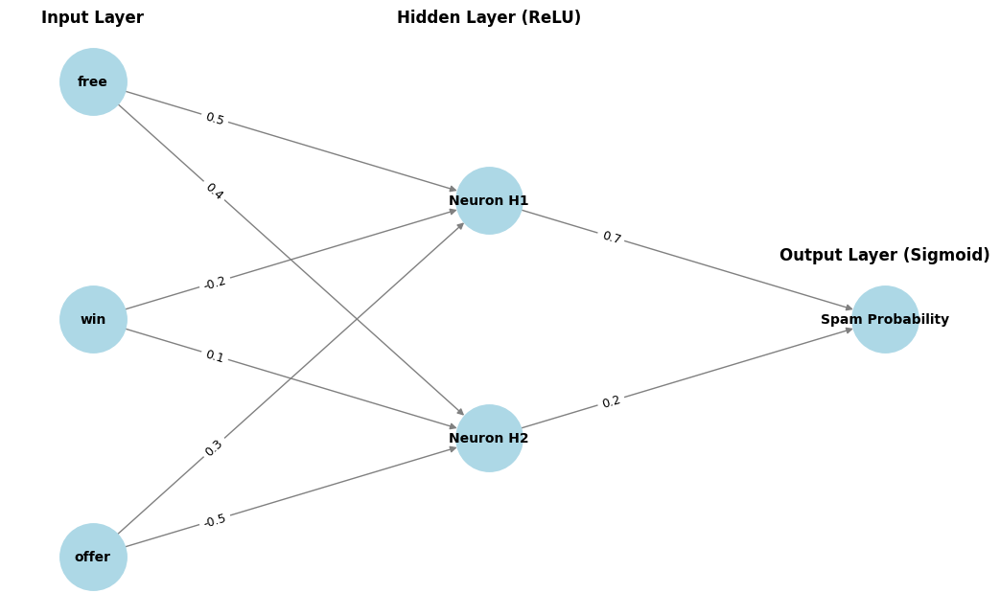 Input Layer
Hidden Layer (ReLU)
free
0.5
0.4
Neuron H1
0.7
Output Layer (Sigmoid)
-0.2
win
Spam Probability
0.1
0.2
Neuron H2
0.3
-0.5
offer